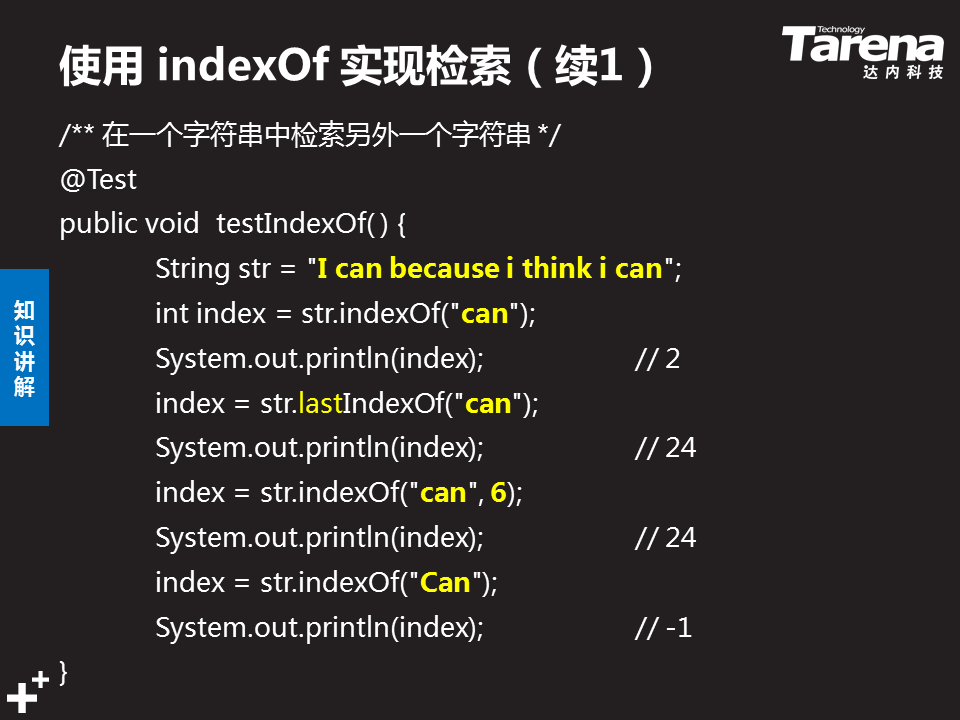 使用 indexOf 实现检索（续1）
Technology
Tarena
达内科技
/** 在一个字符串中检索另外一个字符串 */
@Test
public void testIndexOf( ) {
String str = "I can because i think i can";
int index = str.indexOf("can");
System.out.println(index); // 2
index = str.lastIndexOf("can");
System.out.println(index); // 24
index = str.indexOf("can", 6);
System.out.println(index); // 24
index = str.indexOf("Can");
System.out.println(index); // -1
}
知识讲解